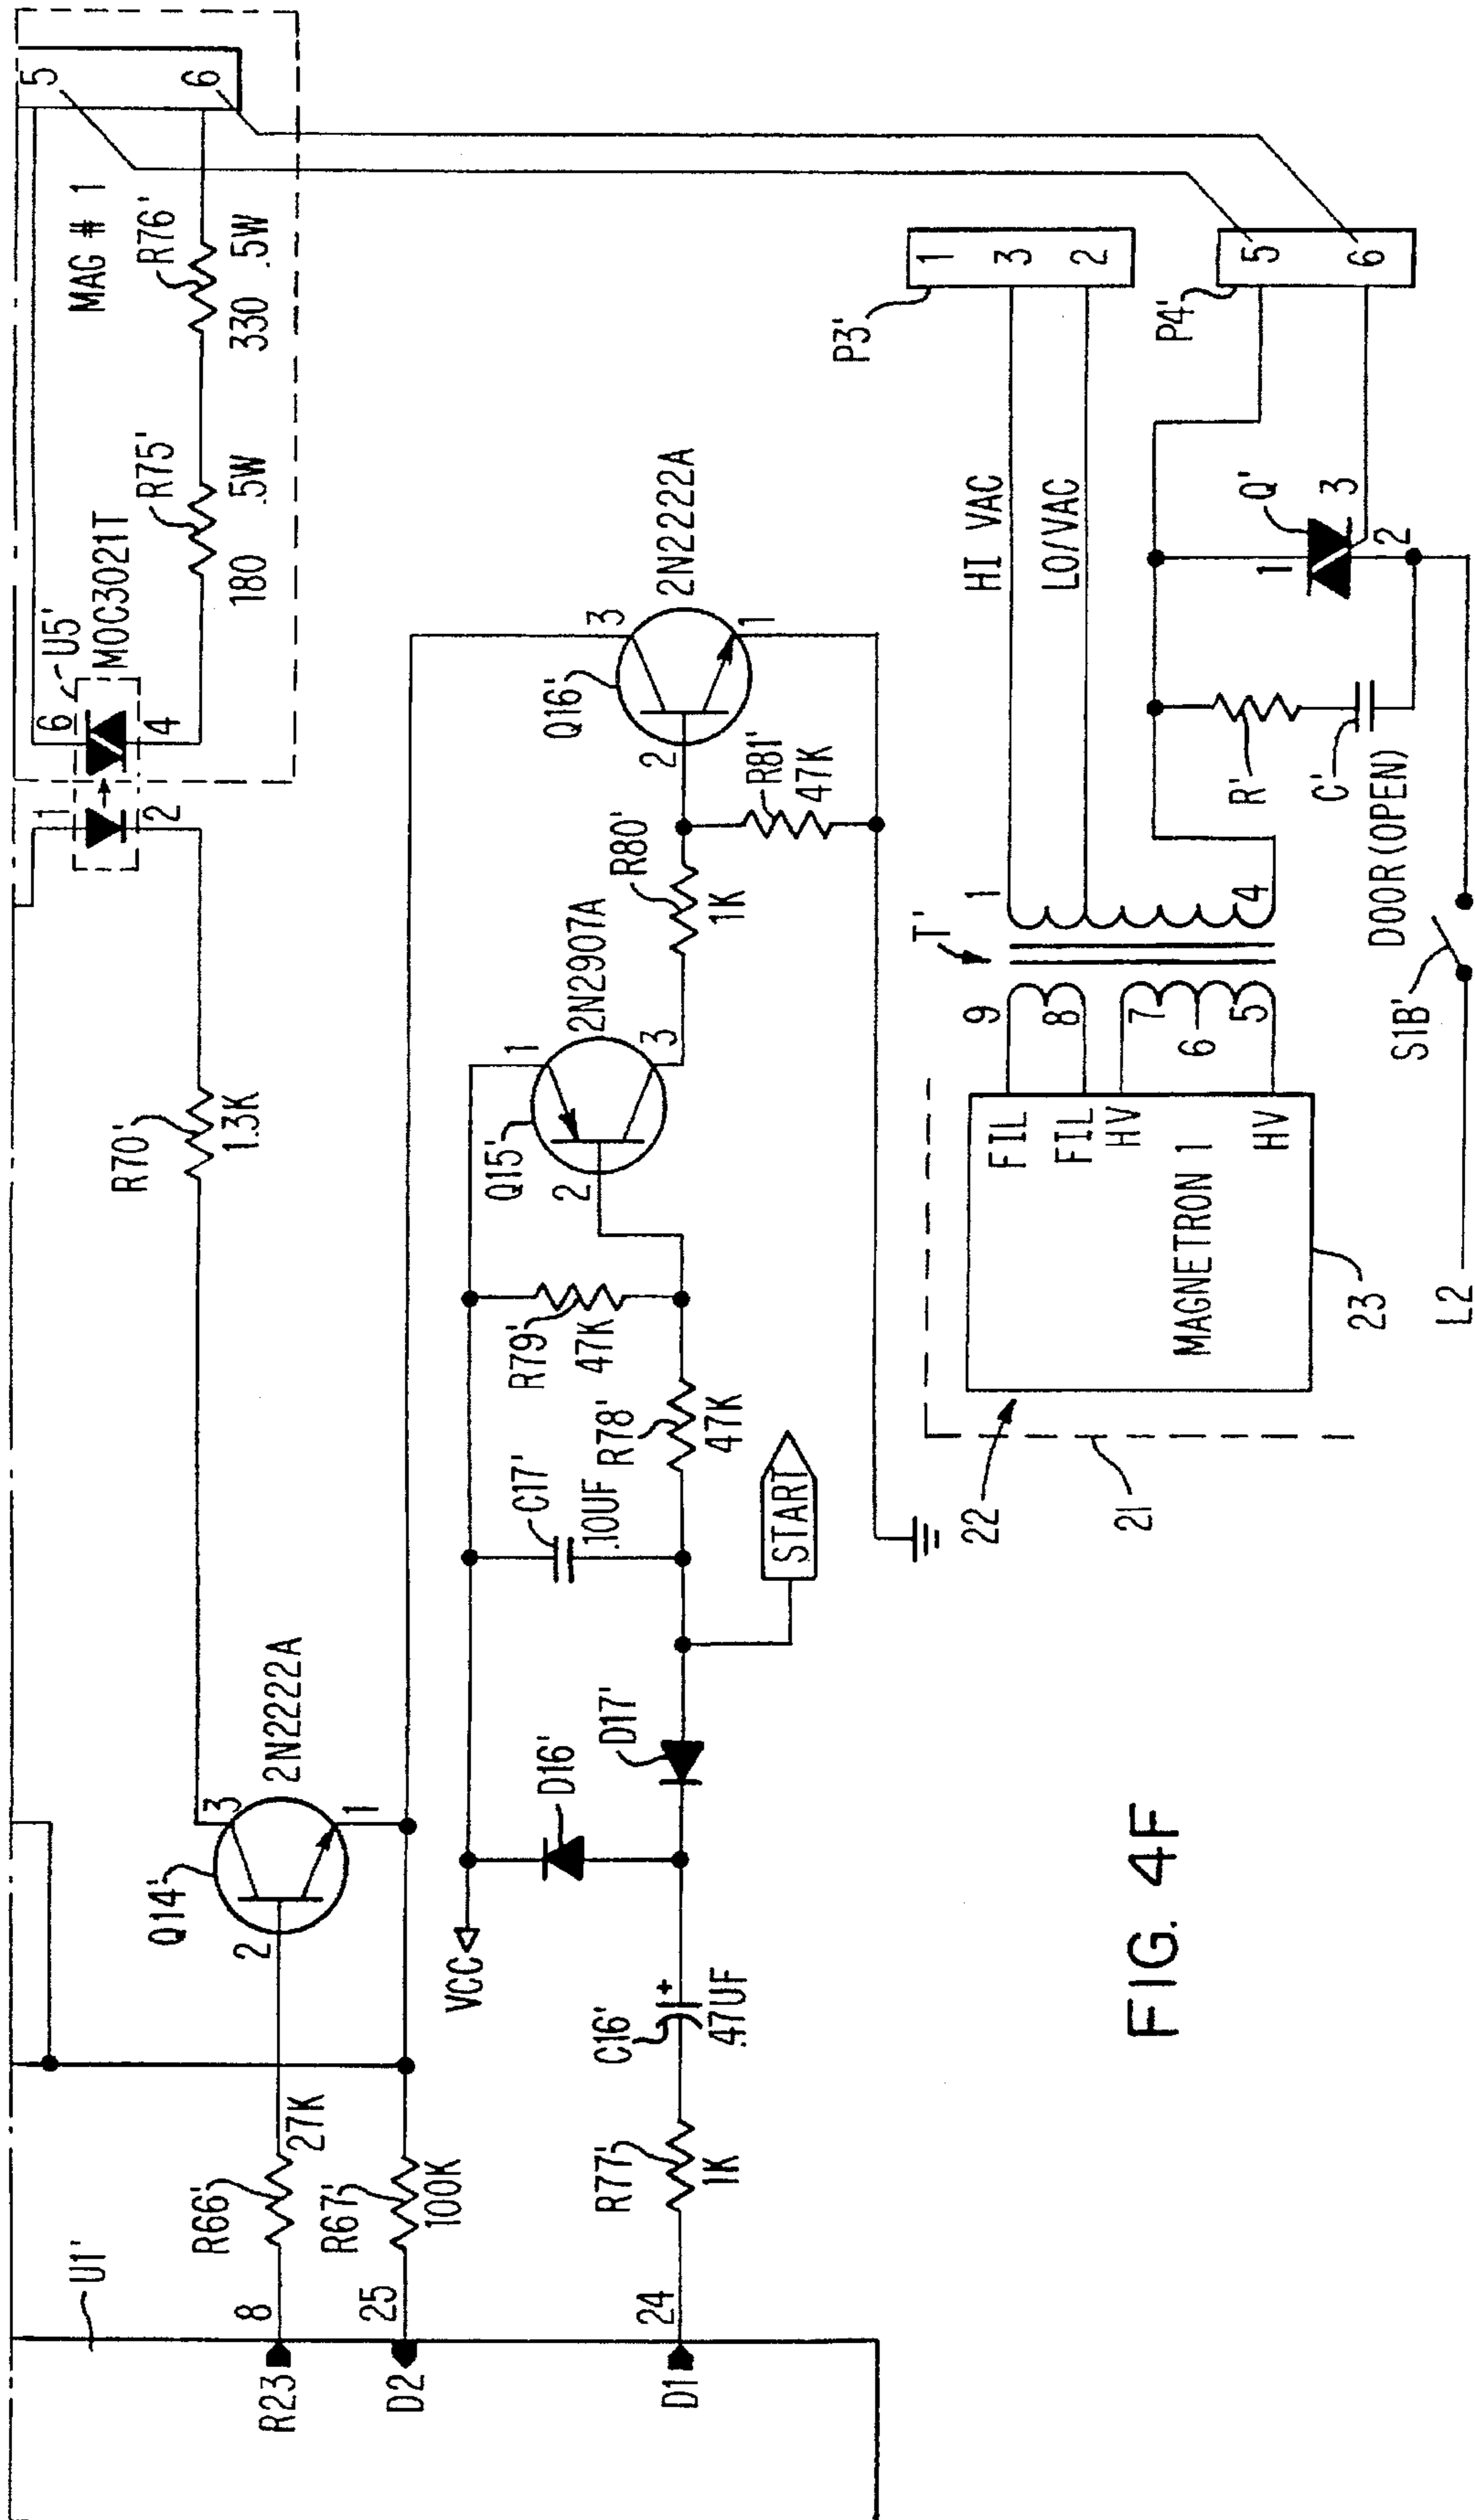 5
6
MAG # 1
R76'
330 .5W
R75'
180 .5W
U5'
MOC3021T
6
4
1
2
R70'
1.3K
2N2222A
Q14'
3
1
2
R66'
27K
R67'
100K
U1'
8
25
24
R23
D2
D1
R77'
1K
C16'
+
.47UF
VCC
D16'
D17'
START
C17'
.10UF
R78'
47K
R79'
47K
Q15'
2N2907A
1
2
3
R80'
1K
R81'
47K
Q16'
2N2222A
3
2
1
P3'
1
3
2
HI VAC
LO/VAC
P4'
5
6
Q'
1
3
2
R'
C'
DOOR(OPEN)
S1B'
L2
T'
1
4
9
8
7
6
5
FIL
FIL
HV
HV
MAGNETRON 1
22
21
23
FIG. 4F